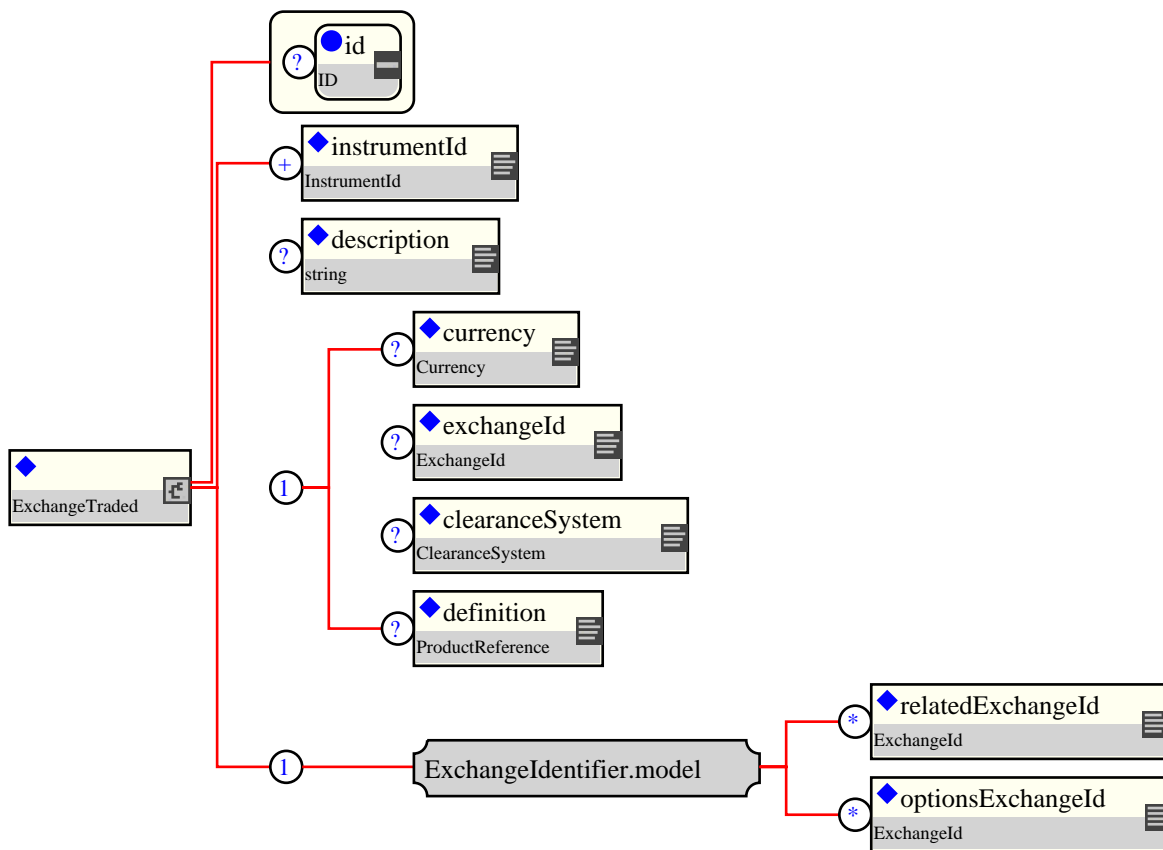 ? id
ID
+ instrumentId
InstrumentId
? description
string
? currency
Currency
? exchangeId
ExchangeId
ExchangeTraded
1
? clearanceSystem
ClearanceSystem
? definition
ProductReference
* relatedExchangeId
ExchangeId
1 ExchangeIdentifier.model
* optionsExchangeId
ExchangeId